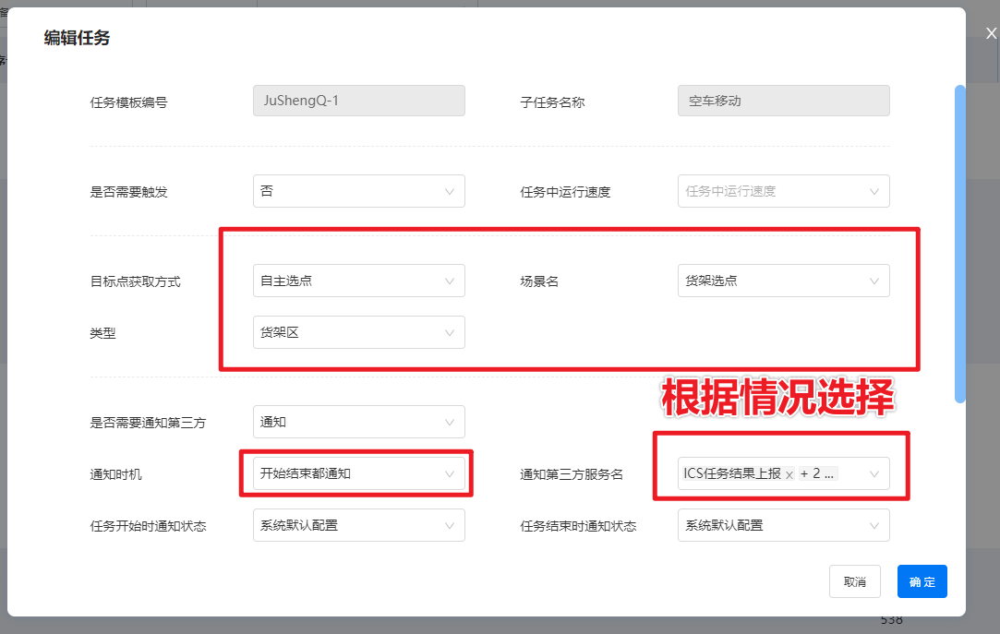 编辑任务
X
任务模板编号 JuShengQ-1 子任务名称 空车移动
是否需要触发 否 任务中运行速度 任务中运行速度
目标点获取方式 自主选点 场景名 货架选点
类型 货架区
根据情况选择
是否需要通知第三方 通知
通知时机 开始结束都通知 通知第三方服务名 ICS任务结果上报 x + 2 ...
任务开始时通知状态 系统默认配置 任务结束时通知状态 系统默认配置
取消 确 定
538